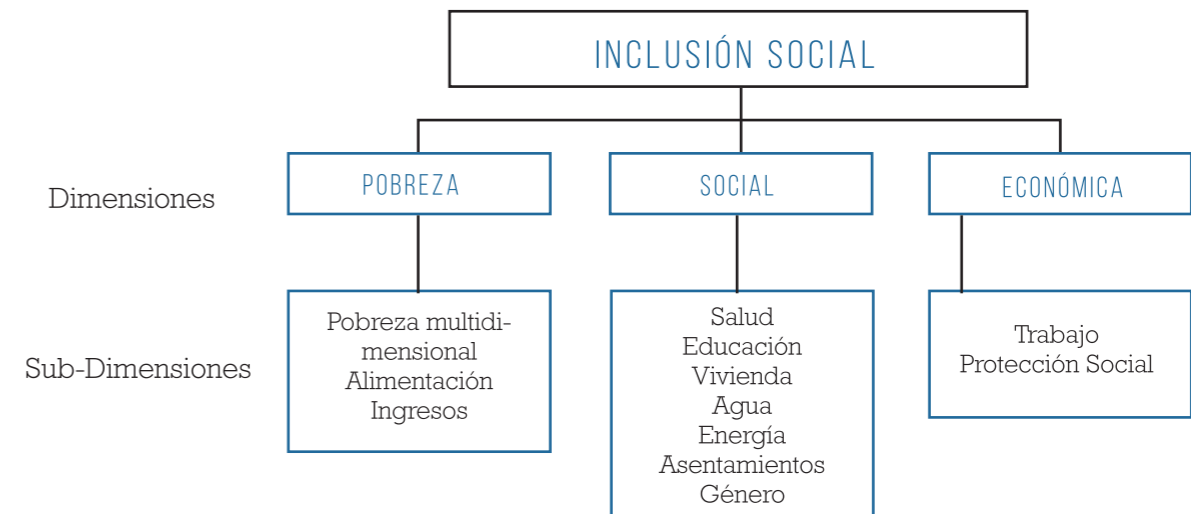 INCLUSIÓN SOCIAL
Dimensiones
POBREZA
SOCIAL
ECONÓMICA
Sub-Dimensiones
Pobreza multidi-
mensional
Alimentación
Ingresos
Salud
Educación
Vivienda
Agua
Energía
Asentamientos
Género
Trabajo
Protección Social